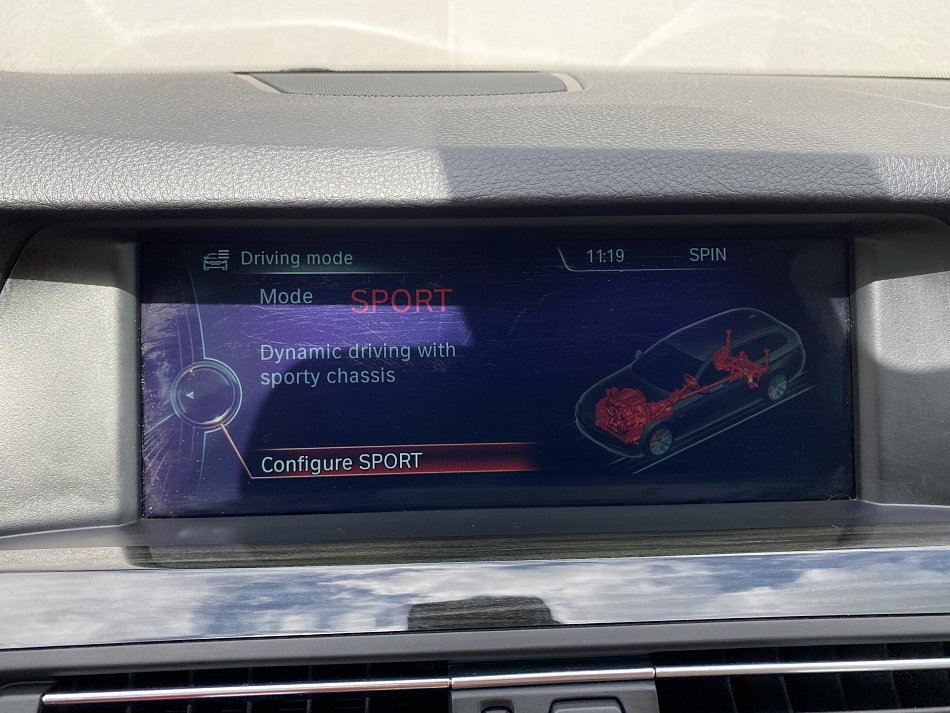 Driving mode
11:19 SPIN
Mode SPORT
Dynamic driving with
sporty chassis
Configure SPORT